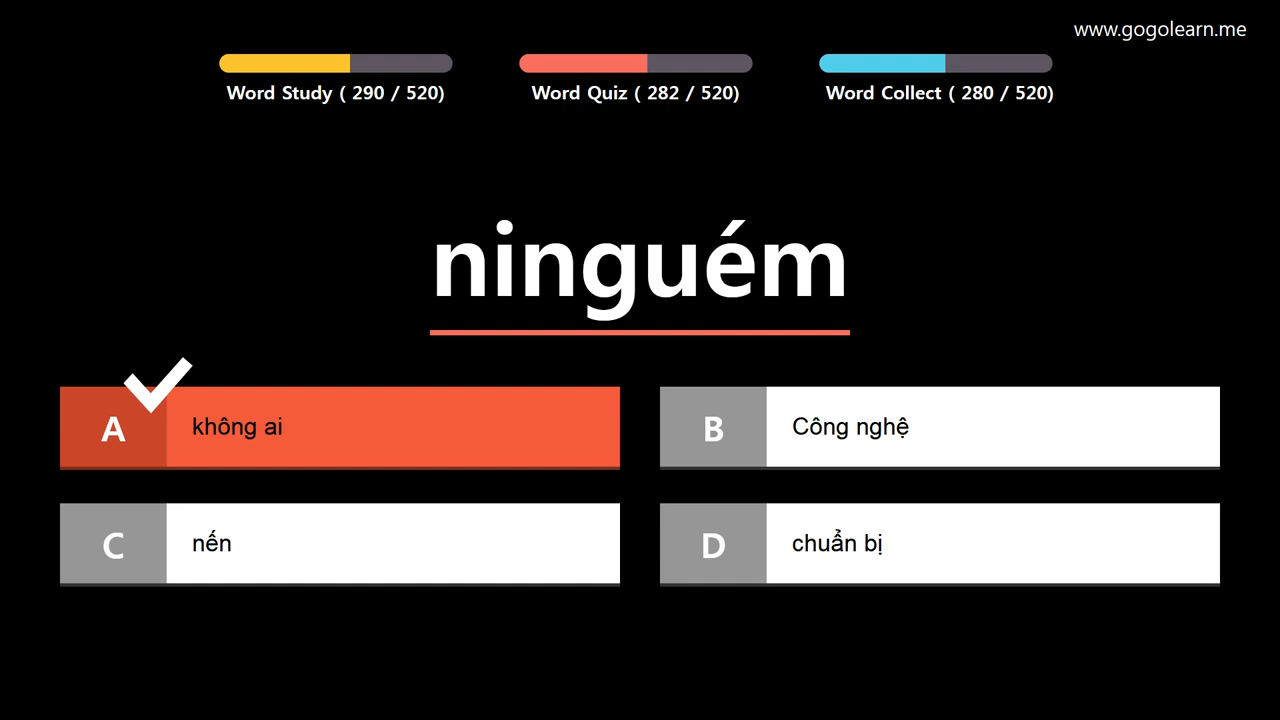 www.gogolearn.me
Word Study ( 290 / 520)
Word Quiz ( 282 / 520)
Word Collect ( 280 / 520)
ninguém
A không ai
B Công nghệ
C nến
D chuẩn bị